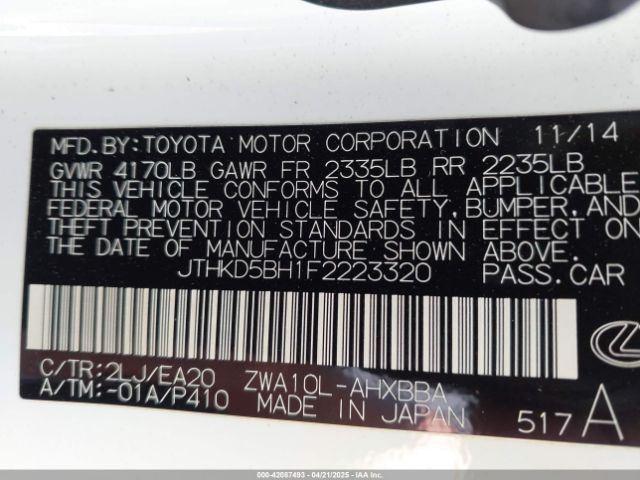 MFD.BY:TOYOTA MOTOR CORPORATION 11/14
GVWR 4170LB GAWR FR 2335LB RR 2235LB
THIS VEHICLE CONFORMS TO ALL APPLICABLE
FEDERAL MOTOR VEHICLE SAFETY,BUMPER,AND
THEFT PREVENTION STANDARDS IN EFFECT ON
THE DATE OF MANUFACTURE SHOWN ABOVE.
JTHKD5BH1F2223320 PASS.CAR
C/TR:2LJ/EA20 ZWA10L-AHXBBA
A/TM:-01A/P410 MADE IN JAPAN 517A
000-42087493 - 04/21/2025 - IAAI.COM